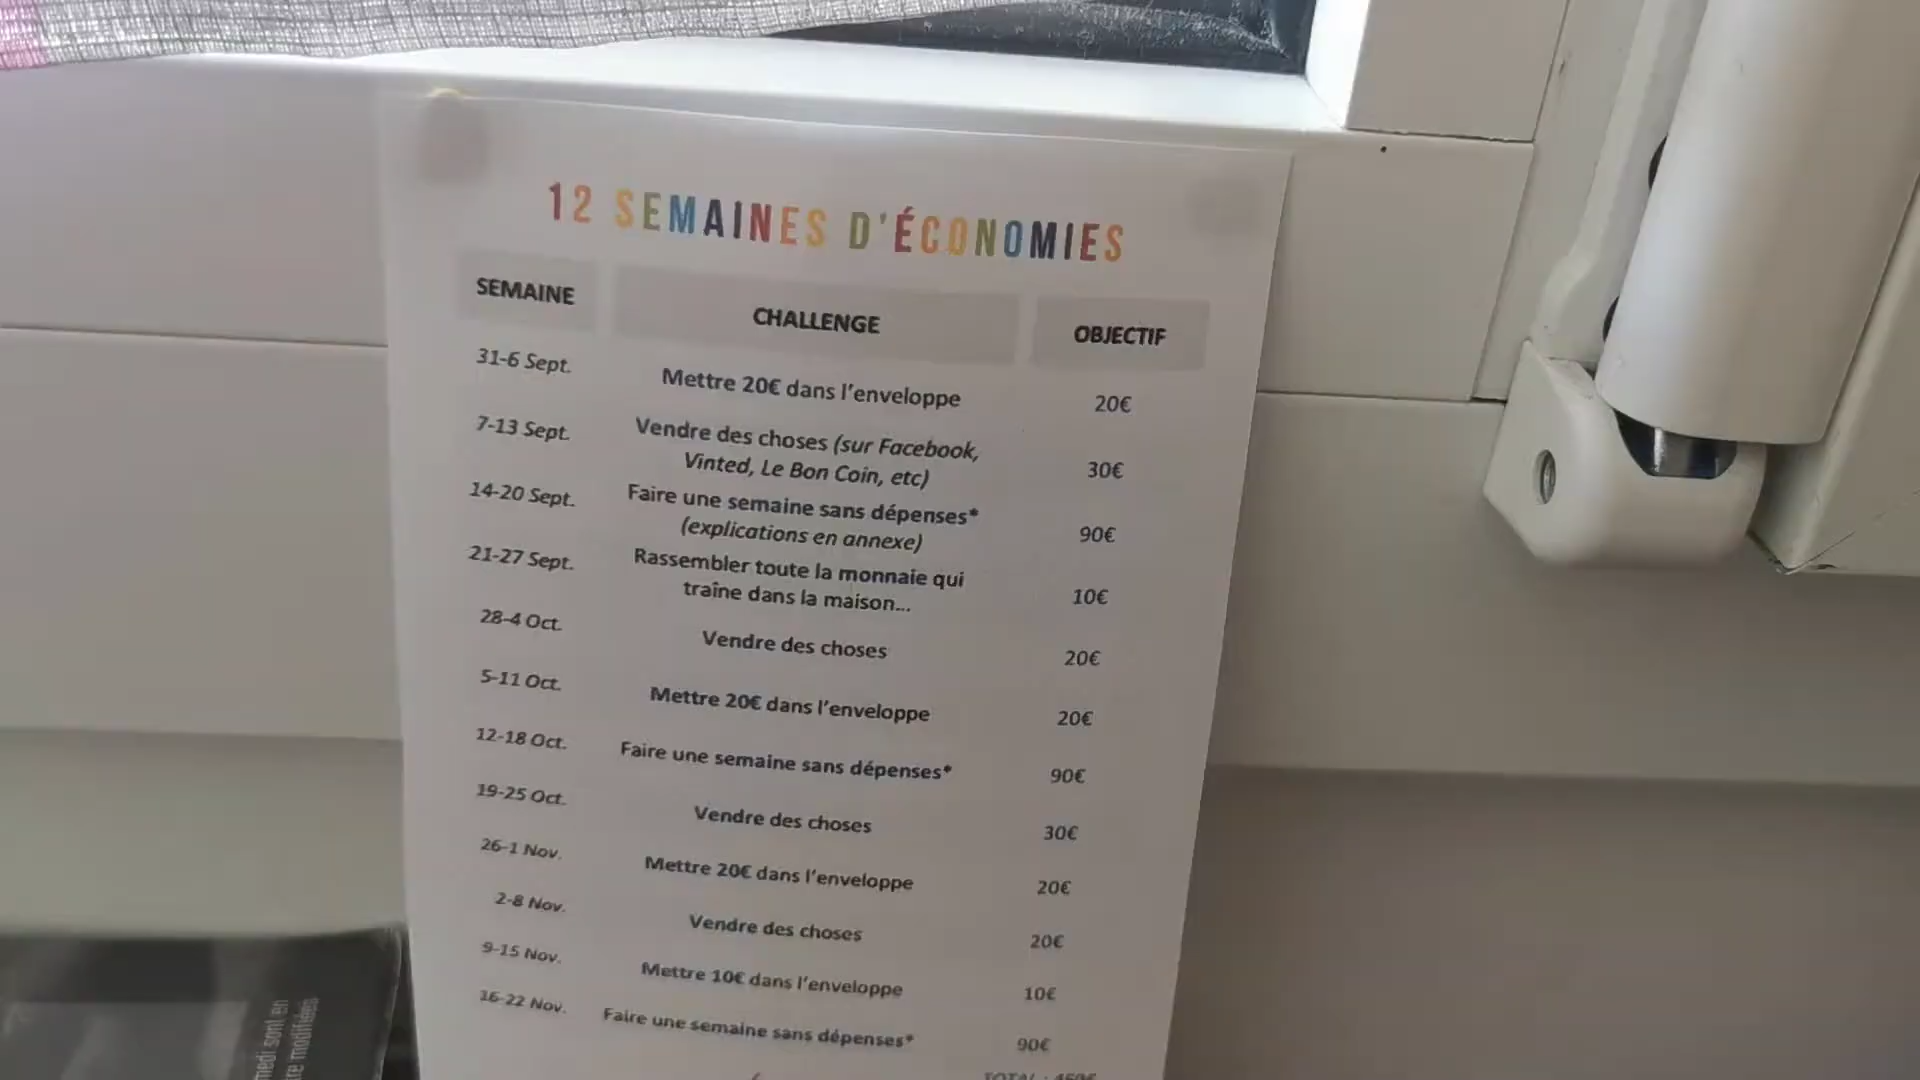 12 SEMAINES D'ÉCONOMIES
SEMAINE CHALLENGE OBJECTIF
31-6 Sept. Mettre 20€ dans l'enveloppe 20€
7-13 Sept. Vendre des choses (sur Facebook,
Vinted, Le Bon Coin, etc) 30€
14-20 Sept. Faire une semaine sans dépenses*
(explications en annexe) 90€
21-27 Sept. Rassembler toute la monnaie qui
traîne dans la maison... 10€
28-4 Oct. Vendre des choses 20€
5-11 Oct. Mettre 20€ dans l'enveloppe 20€
12-18 Oct. Faire une semaine sans dépenses* 90€
19-25 Oct. Vendre des choses 30€
26-1 Nov. Mettre 20€ dans l'enveloppe 20€
2-8 Nov. Vendre des choses 20€
9-15 Nov. Mettre 10€ dans l'enveloppe 10€
16-22 Nov. Faire une semaine sans dépenses* 90€
TOTAL :
medi sont en
modifiées